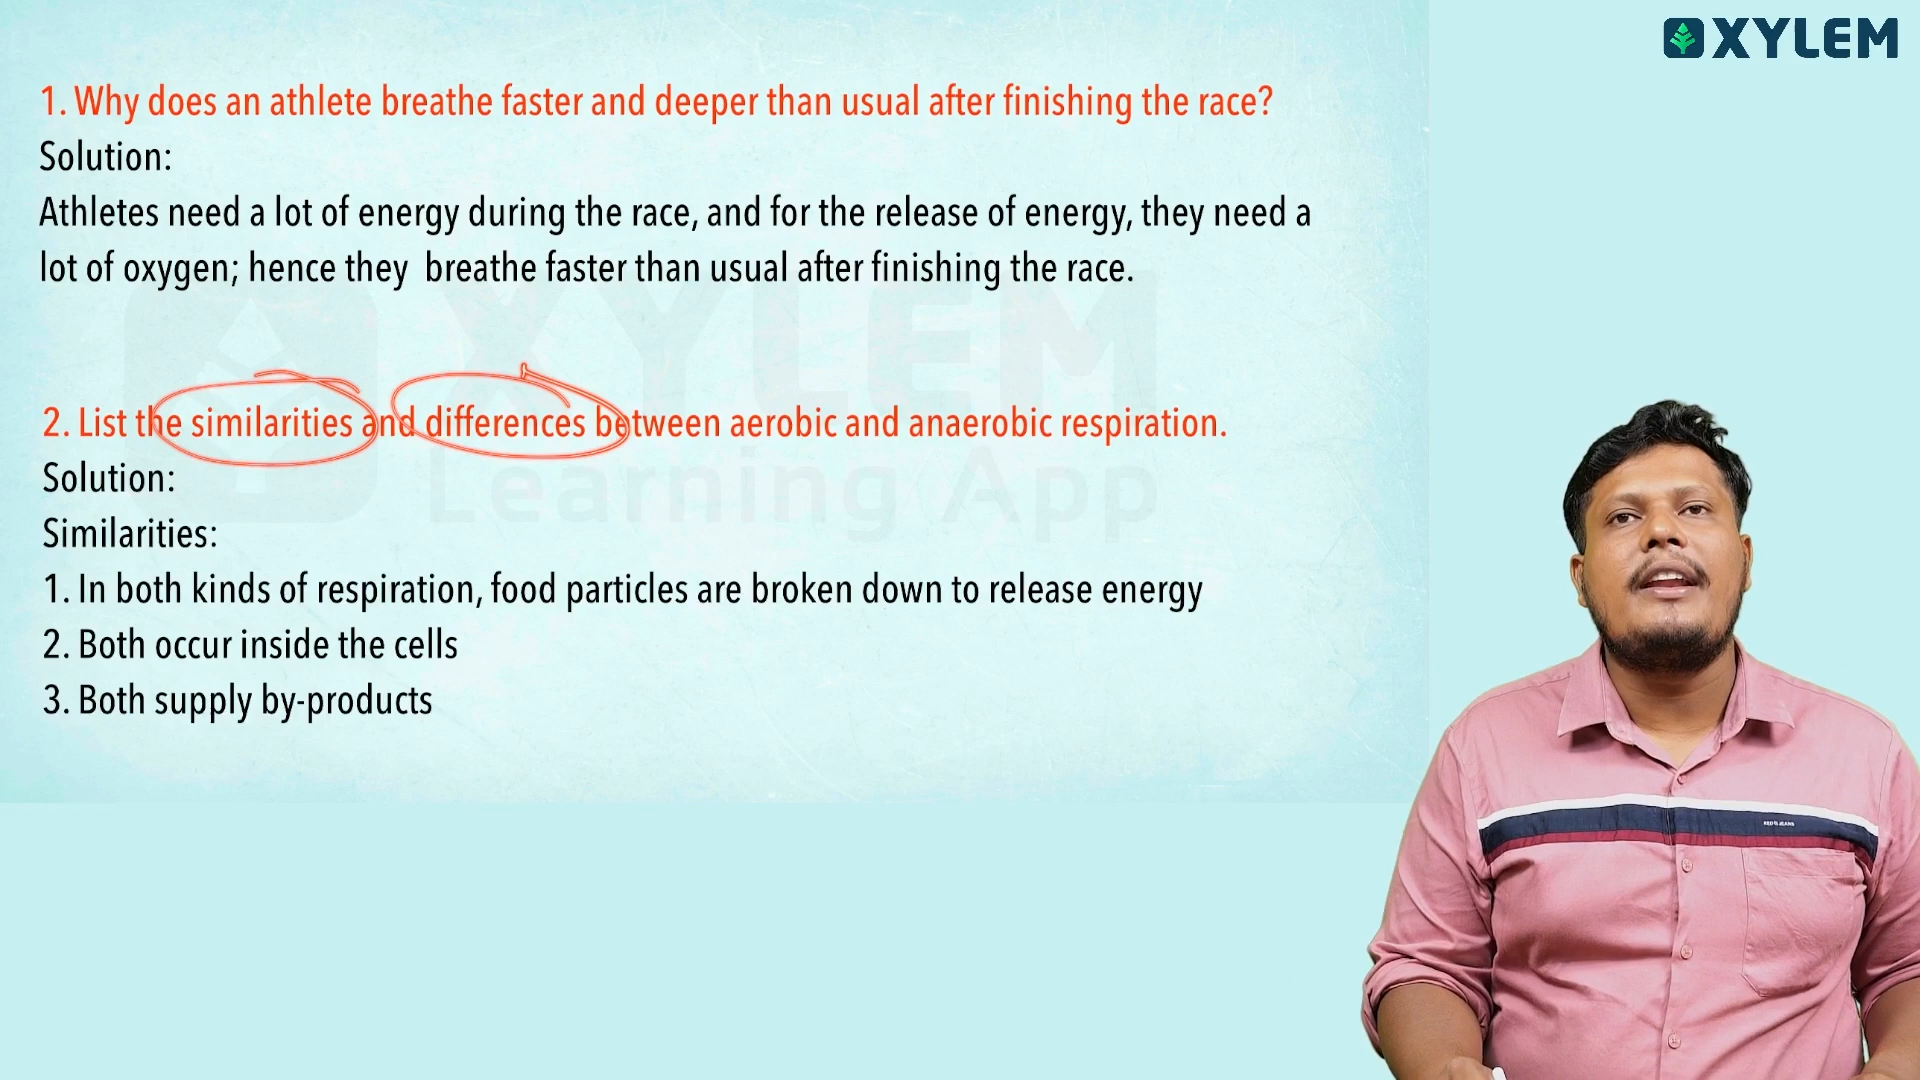 XYLEM
1. Why does an athlete breathe faster and deeper than usual after finishing the race?
Solution:
Athletes need a lot of energy during the race, and for the release of energy, they need a
lot of oxygen; hence they breathe faster than usual after finishing the race.
XYLEM
Learning App
2. List the similarities and differences between aerobic and anaerobic respiration.
Solution:
Similarities:
1. In both kinds of respiration, food particles are broken down to release energy
2. Both occur inside the cells
3. Both supply by-products